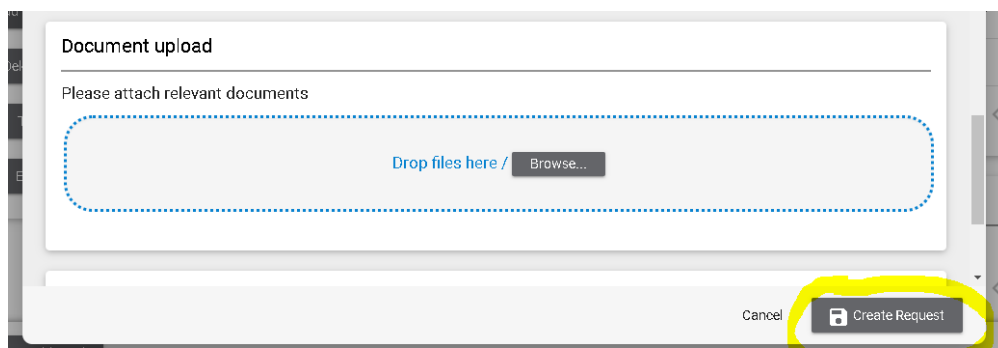 Document upload
Please attach relevant documents
Drop files here / Browse...
Cancel Create Request